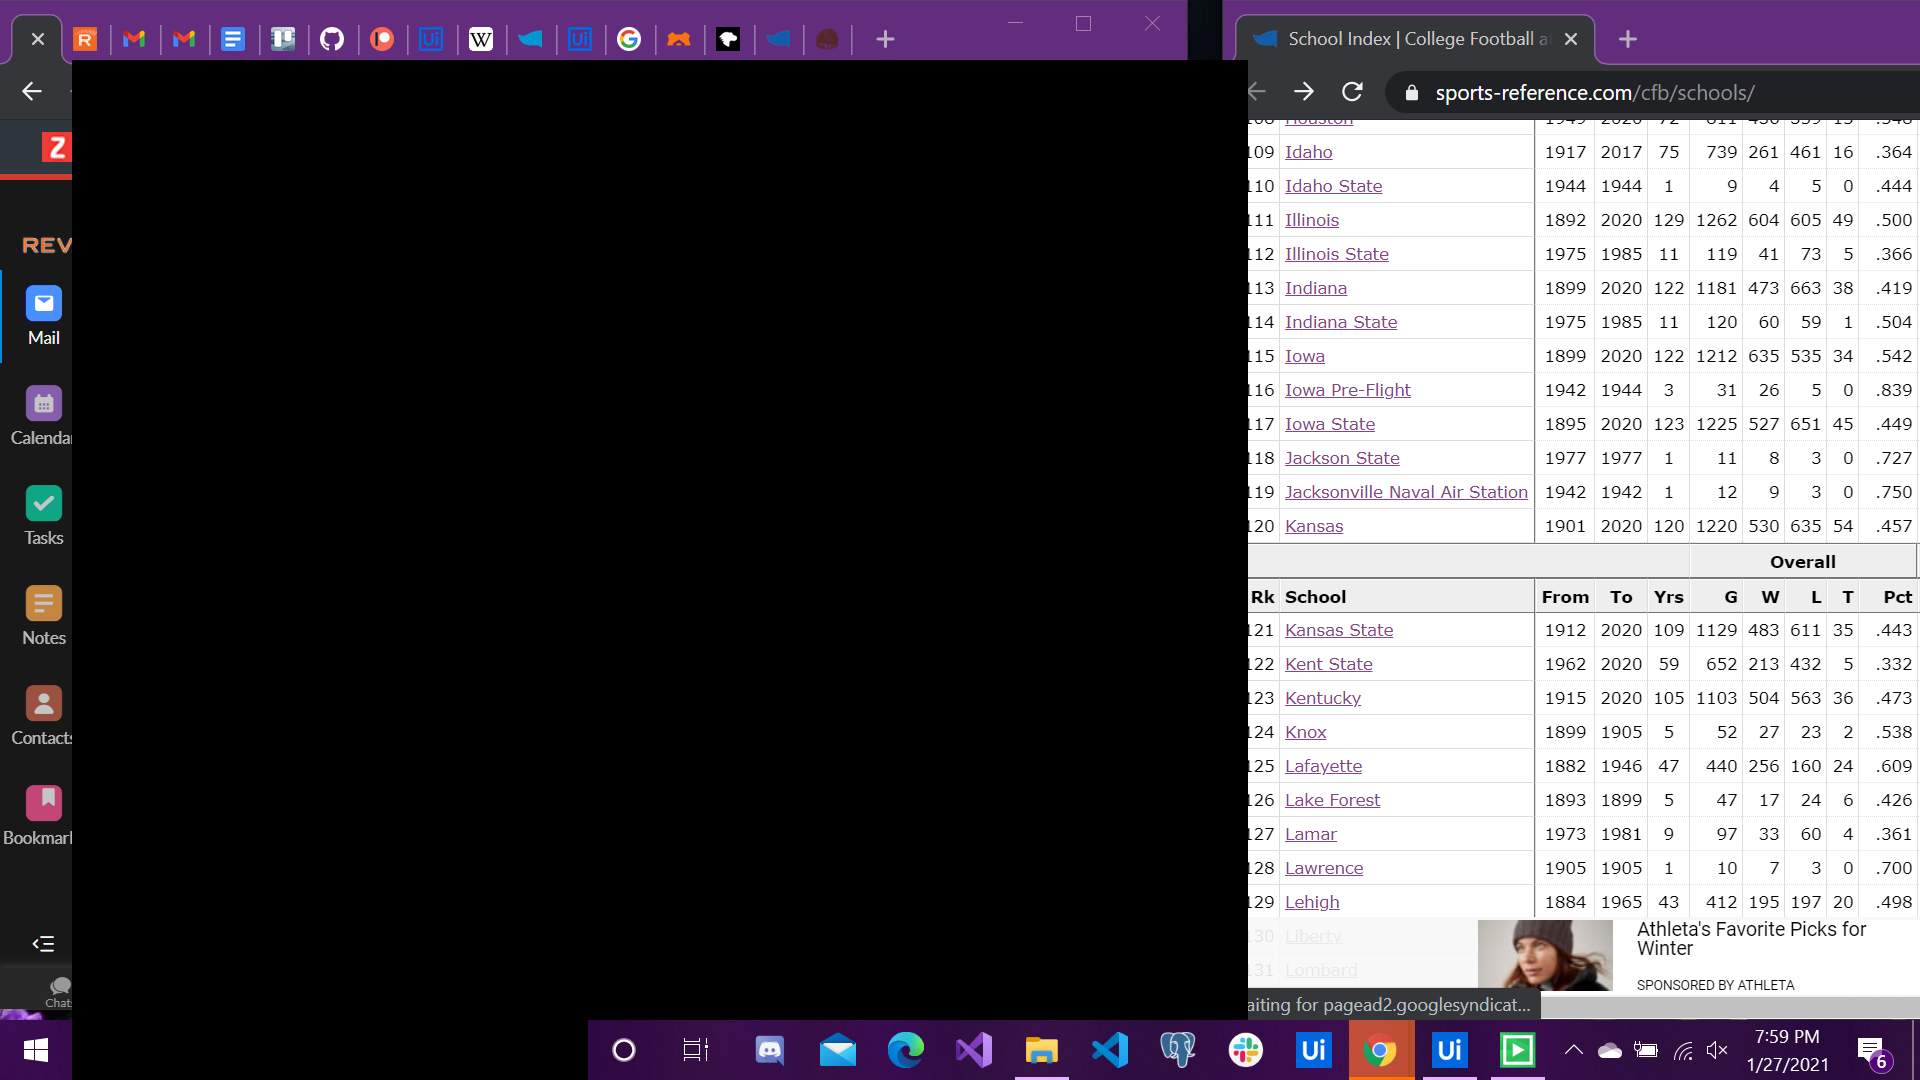 School Index | College Football a
sports-reference.com/cfb/schools/
REV
Mail
Calendar
Tasks
Notes
Contacts
Bookmark
Chats
109 Idaho 1917 2017 75 739 261 461 16 .364
110 Idaho State 1944 1944 1 9 4 5 0 .444
111 Illinois 1892 2020 129 1262 604 605 49 .500
112 Illinois State 1975 1985 11 119 41 73 5 .366
113 Indiana 1899 2020 122 1181 473 663 38 .419
114 Indiana State 1975 1985 11 120 60 59 1 .504
115 Iowa 1899 2020 122 1212 635 535 34 .542
116 Iowa Pre-Flight 1942 1944 3 31 26 5 0 .839
117 Iowa State 1895 2020 123 1225 527 651 45 .449
118 Jackson State 1977 1977 1 11 8 3 0 .727
119 Jacksonville Naval Air Station 1942 1942 1 12 9 3 0 .750
120 Kansas 1901 2020 120 1220 530 635 54 .457
Overall
Rk School From To Yrs G W L T Pct
121 Kansas State 1912 2020 109 1129 483 611 35 .443
122 Kent State 1962 2020 59 652 213 432 5 .332
123 Kentucky 1915 2020 105 1103 504 563 36 .473
124 Knox 1899 1905 5 52 27 23 2 .538
125 Lafayette 1882 1946 47 440 256 160 24 .609
126 Lake Forest 1893 1899 5 47 17 24 6 .426
127 Lamar 1973 1981 9 97 33 60 4 .361
128 Lawrence 1905 1905 1 10 7 3 0 .700
129 Lehigh 1884 1965 43 412 195 197 20 .498
130 Liberty
131 Lombard
Athleta's Favorite Picks for
Winter
SPONSORED BY ATHLETA
aiting for pagead2.googlesyndicat...
7:59 PM
1/27/2021
6